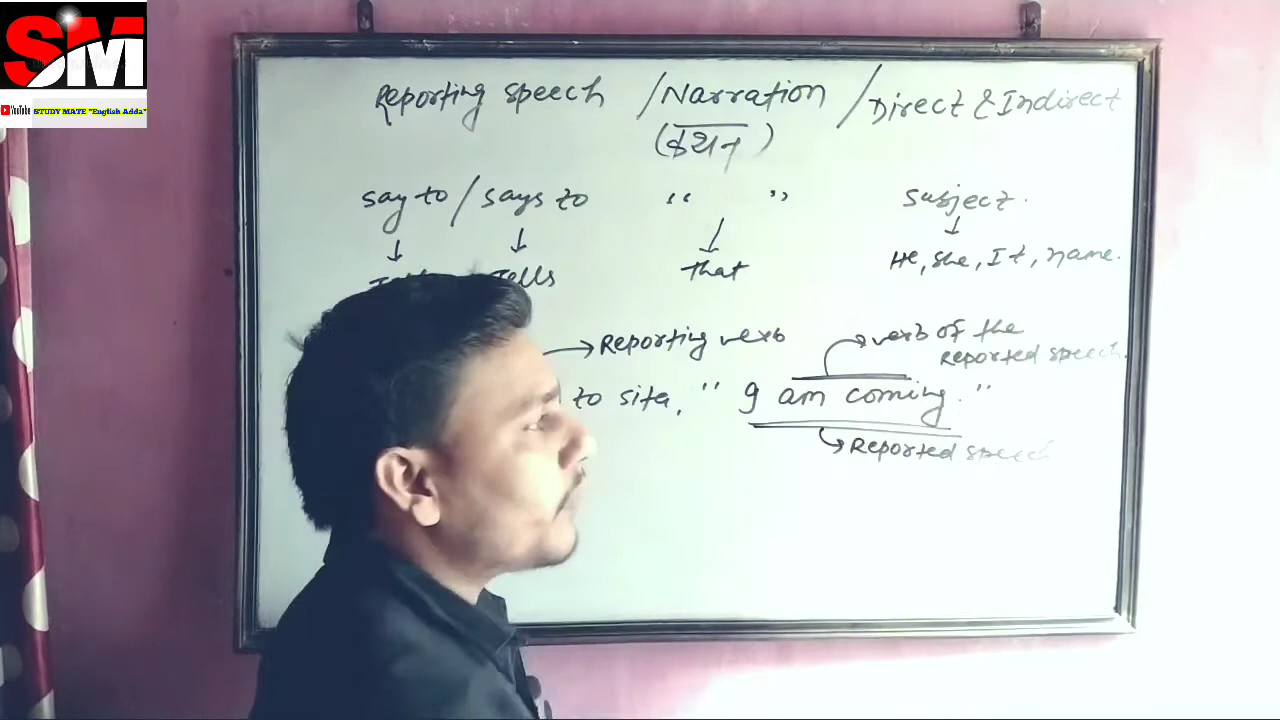 SM
YouTube STUDY MATE "English Adda"
Reporting speech / Narration / Direct & Indirect
(कथन)
say to / says to " " subject.
Tells that He, she, It, name.
Reporting verb verb of the
Reported speech.
to sita, " I am coming. "
Reported speech